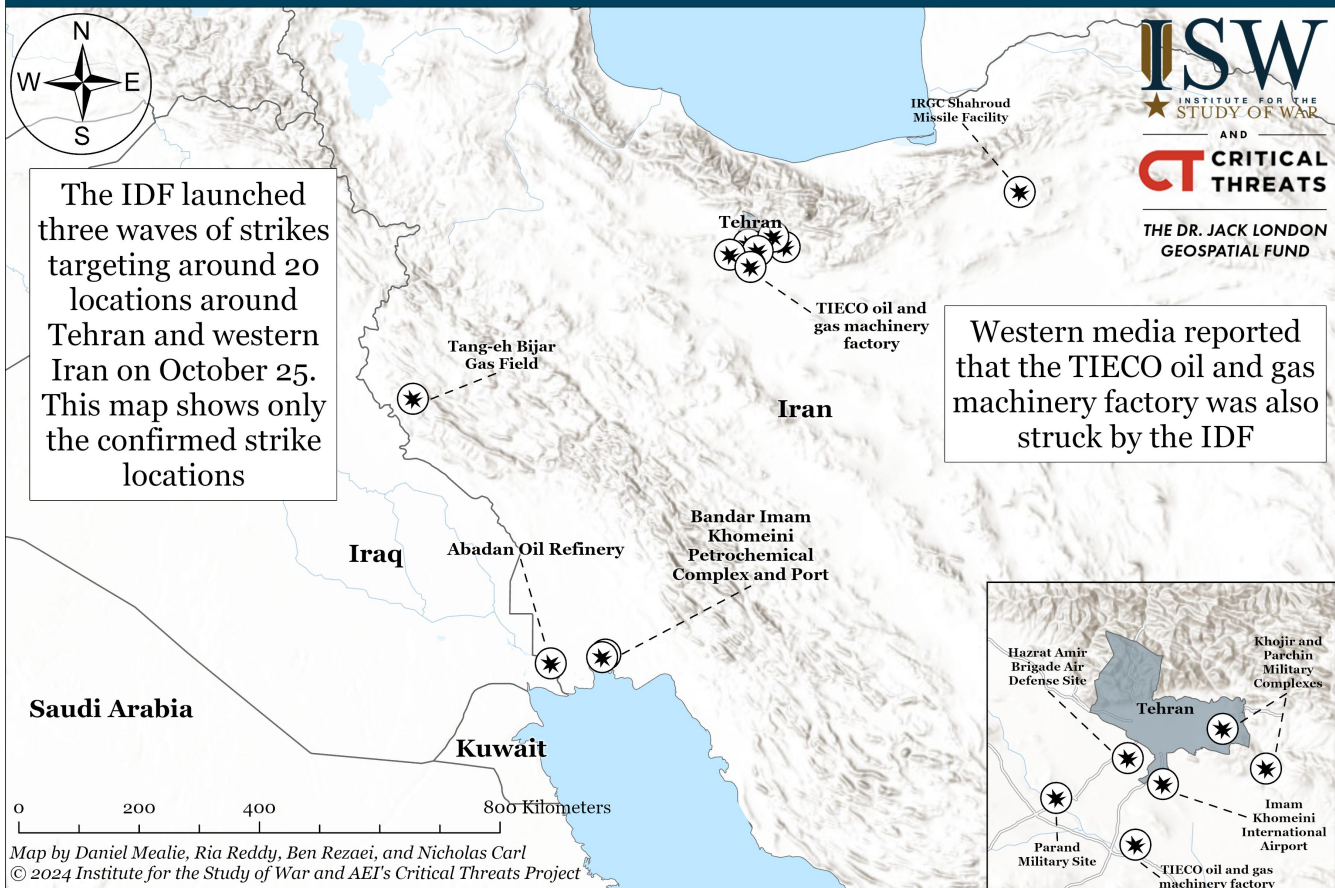 N
W
E
S
The IDF launched
three waves of strikes
targeting around 20
locations around
Tehran and western
Iran on October 25.
This map shows only
the confirmed strike
locations
IRGC Shahroud
Missile Facility
ISW
INSTITUTE FOR THE
STUDY OF WAR
AND
CT CRITICAL
THREATS
THE DR. JACK LONDON
GEOSPATIAL FUND
Tehran
TIECO oil and
gas machinery
factory
Western media reported
that the TIECO oil and gas
machinery factory was also
struck by the IDF
Tang-eh Bijar
Gas Field
Iran
Bandar Imam
Khomeini
Petrochemical
Complex and Port
Iraq
Abadan Oil Refinery
Saudi Arabia
Kuwait
Hazrat Amir
Brigade Air
Defense Site
Khojir and
Parchin
Military
Complexes
Tehran
Imam
Khomeini
International
Airport
Parand
Military Site
TIECO oil and gas
machinery factory
0 200 400 800 Kilometers
Map by Daniel Mealie, Ria Reddy, Ben Rezaei, and Nicholas Carl
© 2024 Institute for the Study of War and AEI's Critical Threats Project